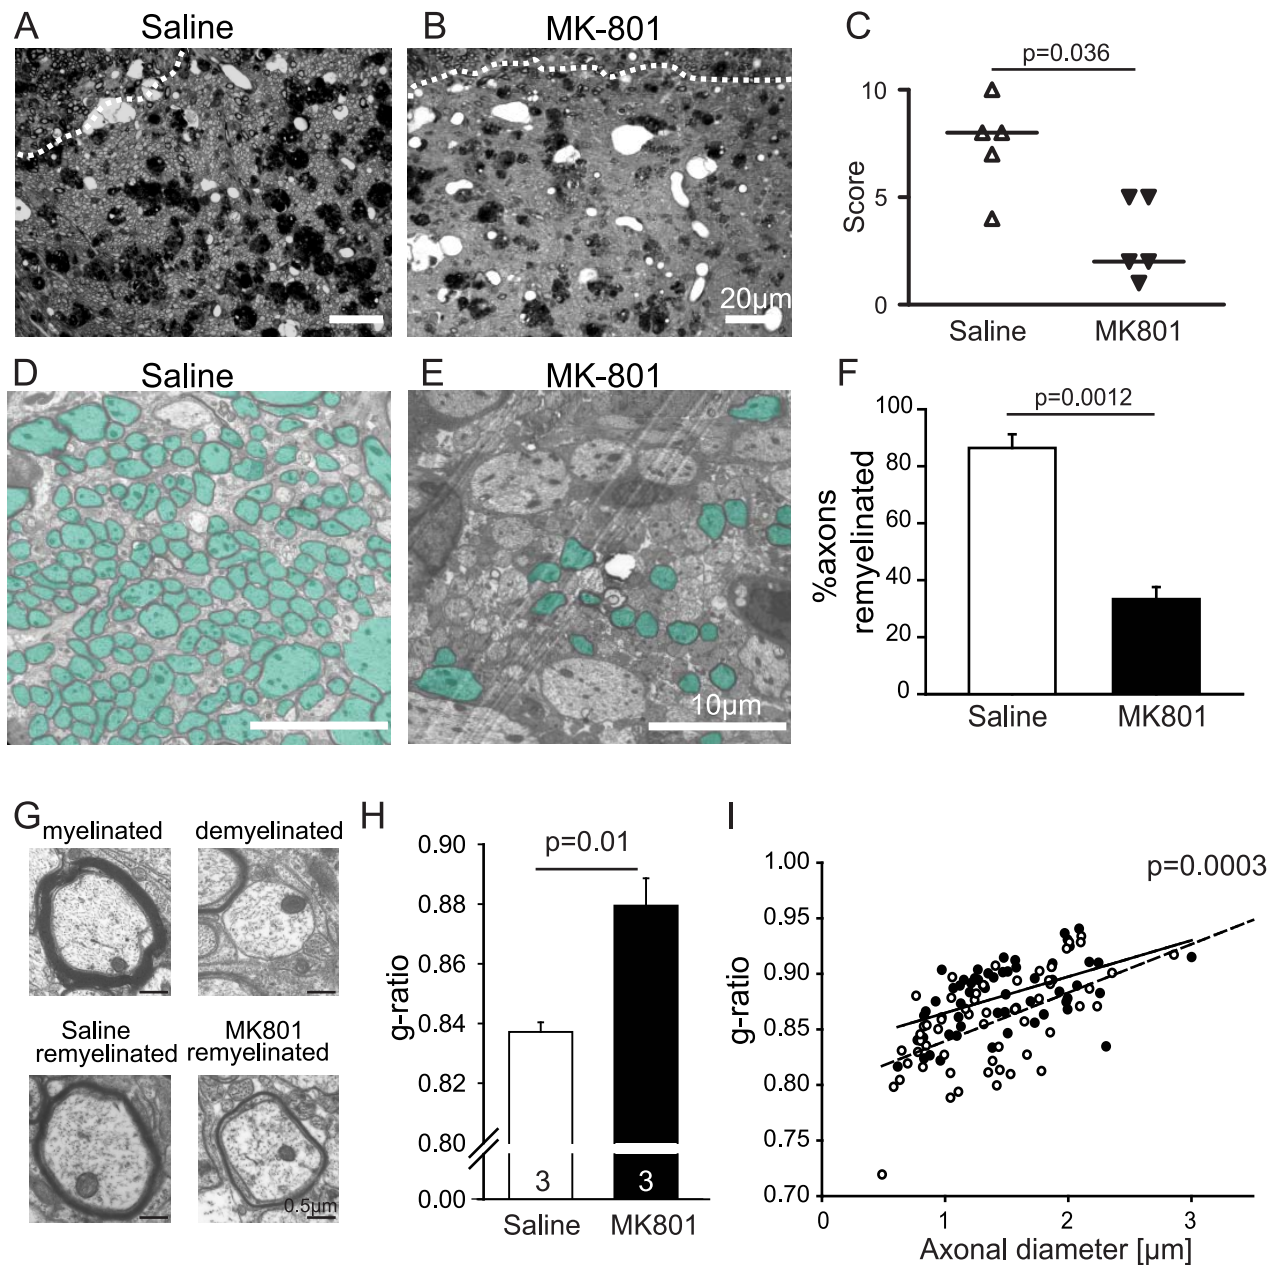 A
Saline
B
MK-801
20µm
C
p=0.036
10
5
0
Score
Saline
MK801
D
Saline
E
MK-801
10µm
F
p=0.0012
100
80
60
40
20
0
%axons
remyelinated
Saline
MK801
G
myelinated
demyelinated
Saline
remyelinated
MK801
remyelinated
0.5µm
H
p=0.01
0.90
0.88
0.86
0.84
0.82
0.80
0.00
g-ratio
3
3
Saline
MK801
I
p=0.0003
1.00
0.95
0.90
0.85
0.80
0.75
0.70
g-ratio
0
1
2
3
Axonal diameter [µm]